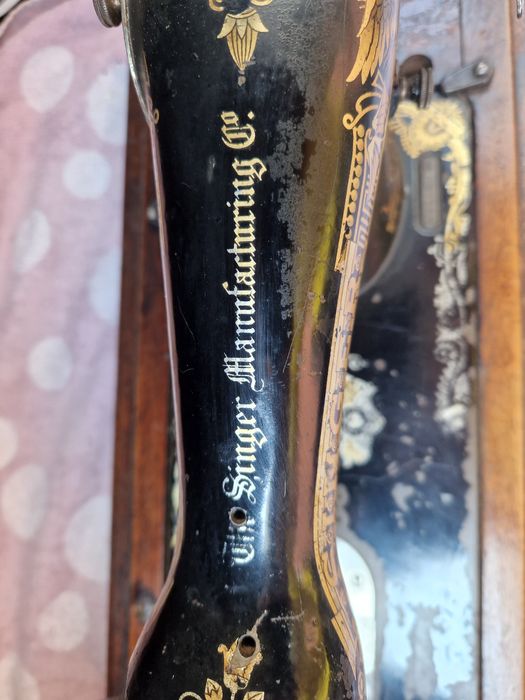 The Singer Manufacturing Co.